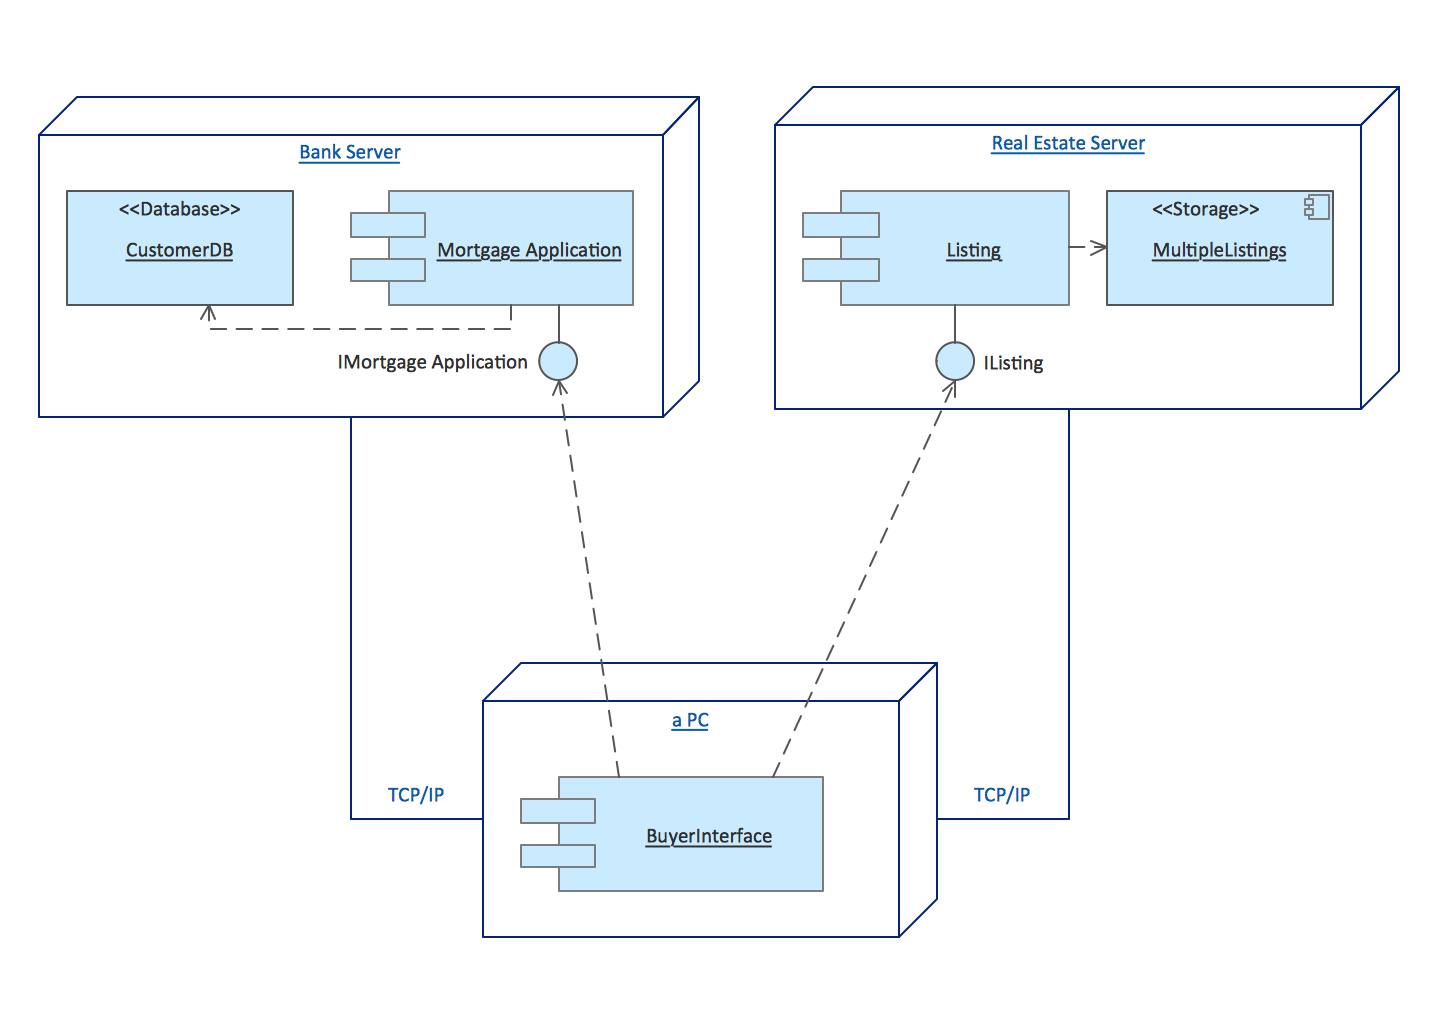 Bank Server
<<Database>>
CustomerDB
Mortgage Application
IMortgage Application
Real Estate Server
Listing
<<Storage>>
MultipleListings
IListing
a PC
BuyerInterface
TCP/IP
TCP/IP